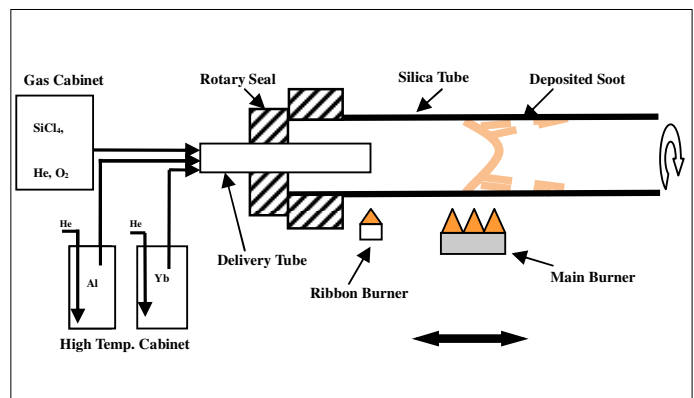 Gas Cabinet
Rotary Seal
Silica Tube
Deposited Soot
SiCl₄,
He, O₂
He
He
Al
Yb
Delivery Tube
Ribbon Burner
Main Burner
High Temp. Cabinet